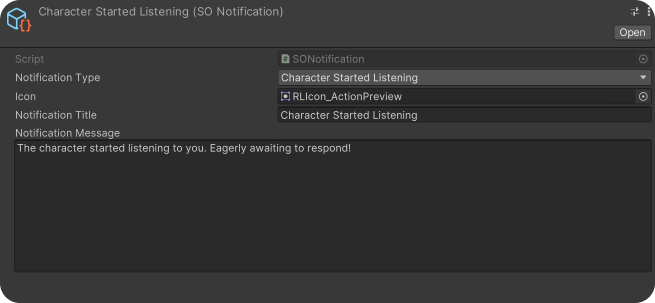 Character Started Listening (SO Notification)
Open
Script SONotification
Notification Type Character Started Listening
Icon RLIcon_ActionPreview
Notification Title Character Started Listening
Notification Message
The character started listening to you. Eagerly awaiting to respond!